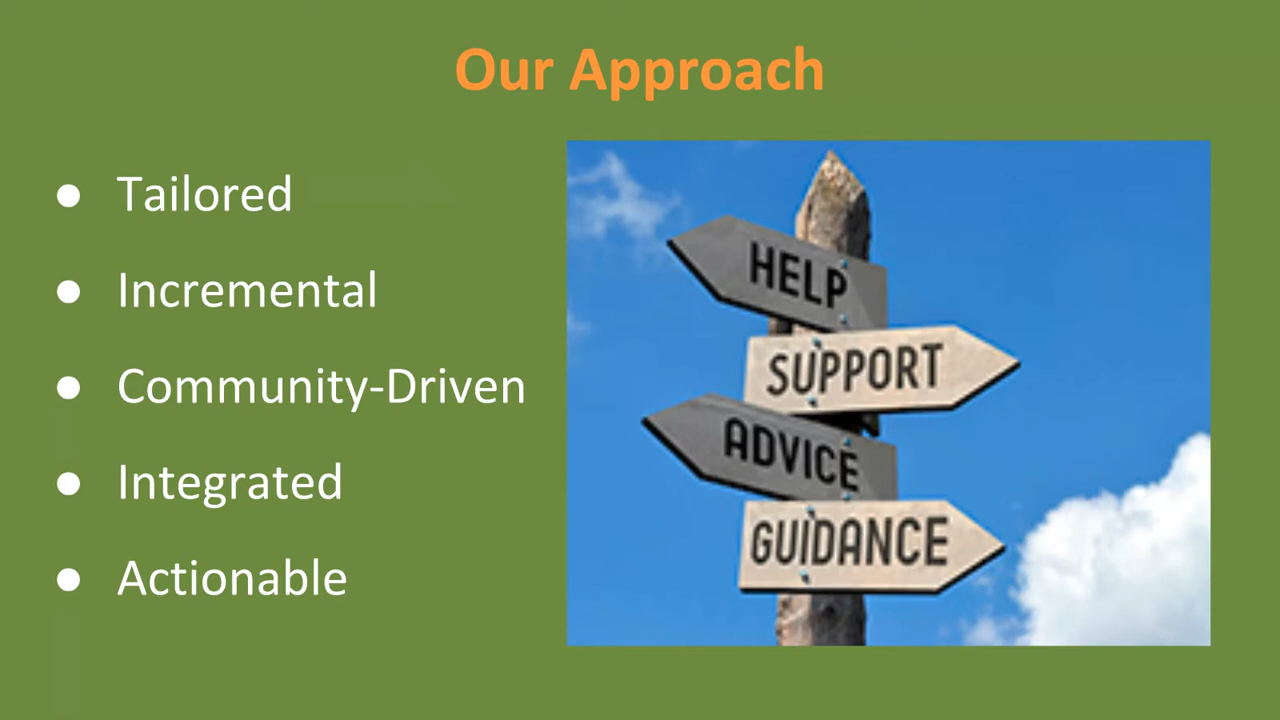 Our Approach
● Tailored
● Incremental
● Community-Driven
● Integrated
● Actionable
HELP
SUPPORT
ADVICE
GUIDANCE